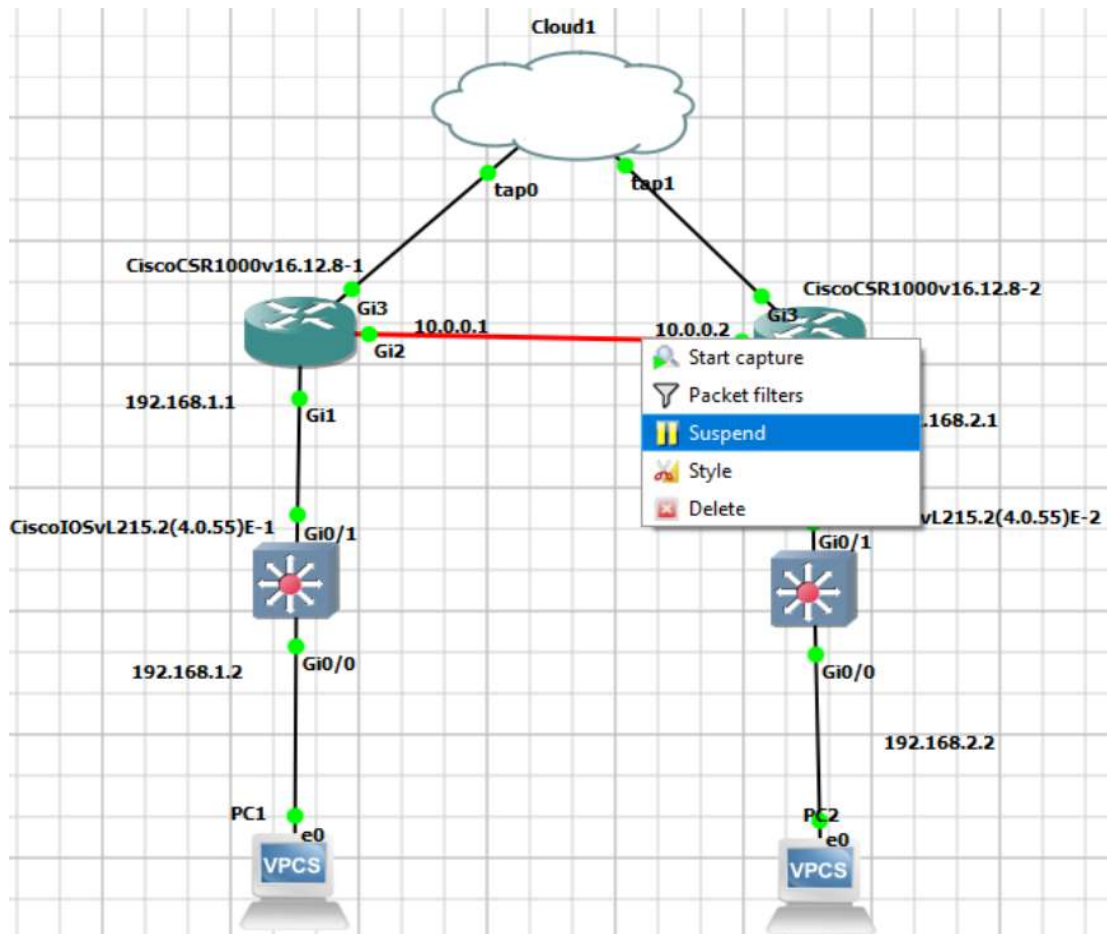 Cloud1
tap0
tap1
CiscoCSR1000v16.12.8-1
CiscoCSR1000v16.12.8-2
Gi3
Gi3
10.0.0.1
10.0.0.2
Gi2
Start capture
Packet filters
Suspend
Style
Delete
192.168.1.1
Gi1
.168.2.1
CiscoIOSvL215.2(4.0.55)E-1
Gi0/1
vL215.2(4.0.55)E-2
Gi0/1
192.168.1.2
Gi0/0
Gi0/0
192.168.2.2
PC1
e0
PC2
e0
VPCS
VPCS